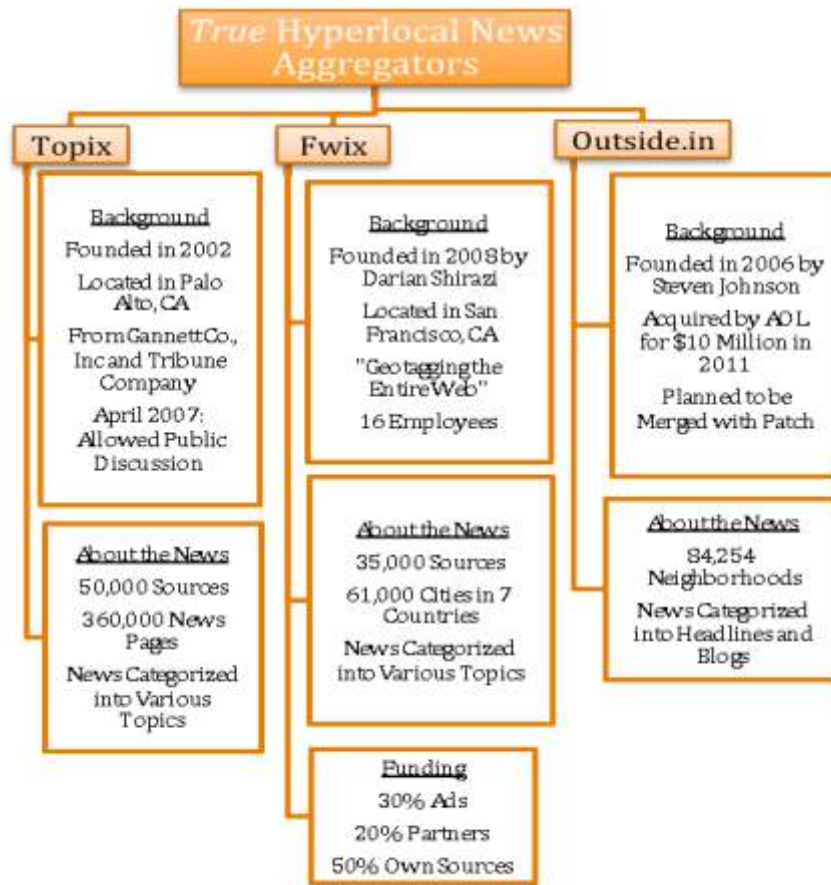 True Hyperlocal News
Aggregators
Topix
Background
Founded in 2002
Located in Palo
Alto, CA
From Gannett Co.,
Inc and Tribune
Company
April 2007:
Allowed Public
Discussion
About the News
50,000 Sources
360,000 News
Pages
News Categorized
into Various
Topics
Fwix
Background
Founded in 2008 by
Darian Shirazi
Located in San
Francisco, CA
"Geotagging the
Entire Web"
16 Employees
About the News
35,000 Sources
61,000 Cities in 7
Countries
News Categorized
into Various Topics
Funding
30% Ads
20% Partners
50% Own Sources
Outside.in
Background
Founded in 2006 by
Steven Johnson
Acquired by AOL
for $10 Million in
2011
Planned to be
Merged with Patch
About the News
84,254
Neighborhoods
News Categorized
into Headlines and
Blogs